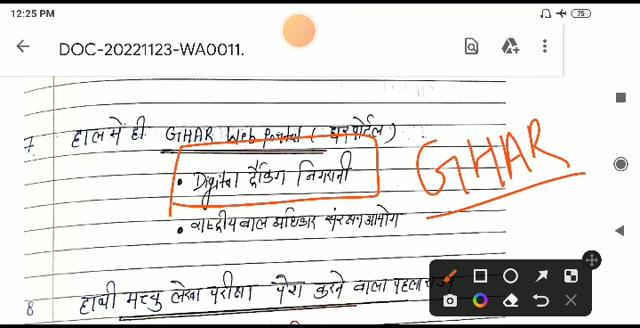 12:25 PM
75
DOC-20221123-WA0011.
7 हाल में ही GHAR Web Portal ( घर पोर्टल )
• Digital ट्रैकिंग निगरानी
GHAR
• राष्ट्रीय बाल अधिकार संरक्षण आयोग
8 हाथी मृत्यु लेखा परीक्षा पेश करने वाला पहला